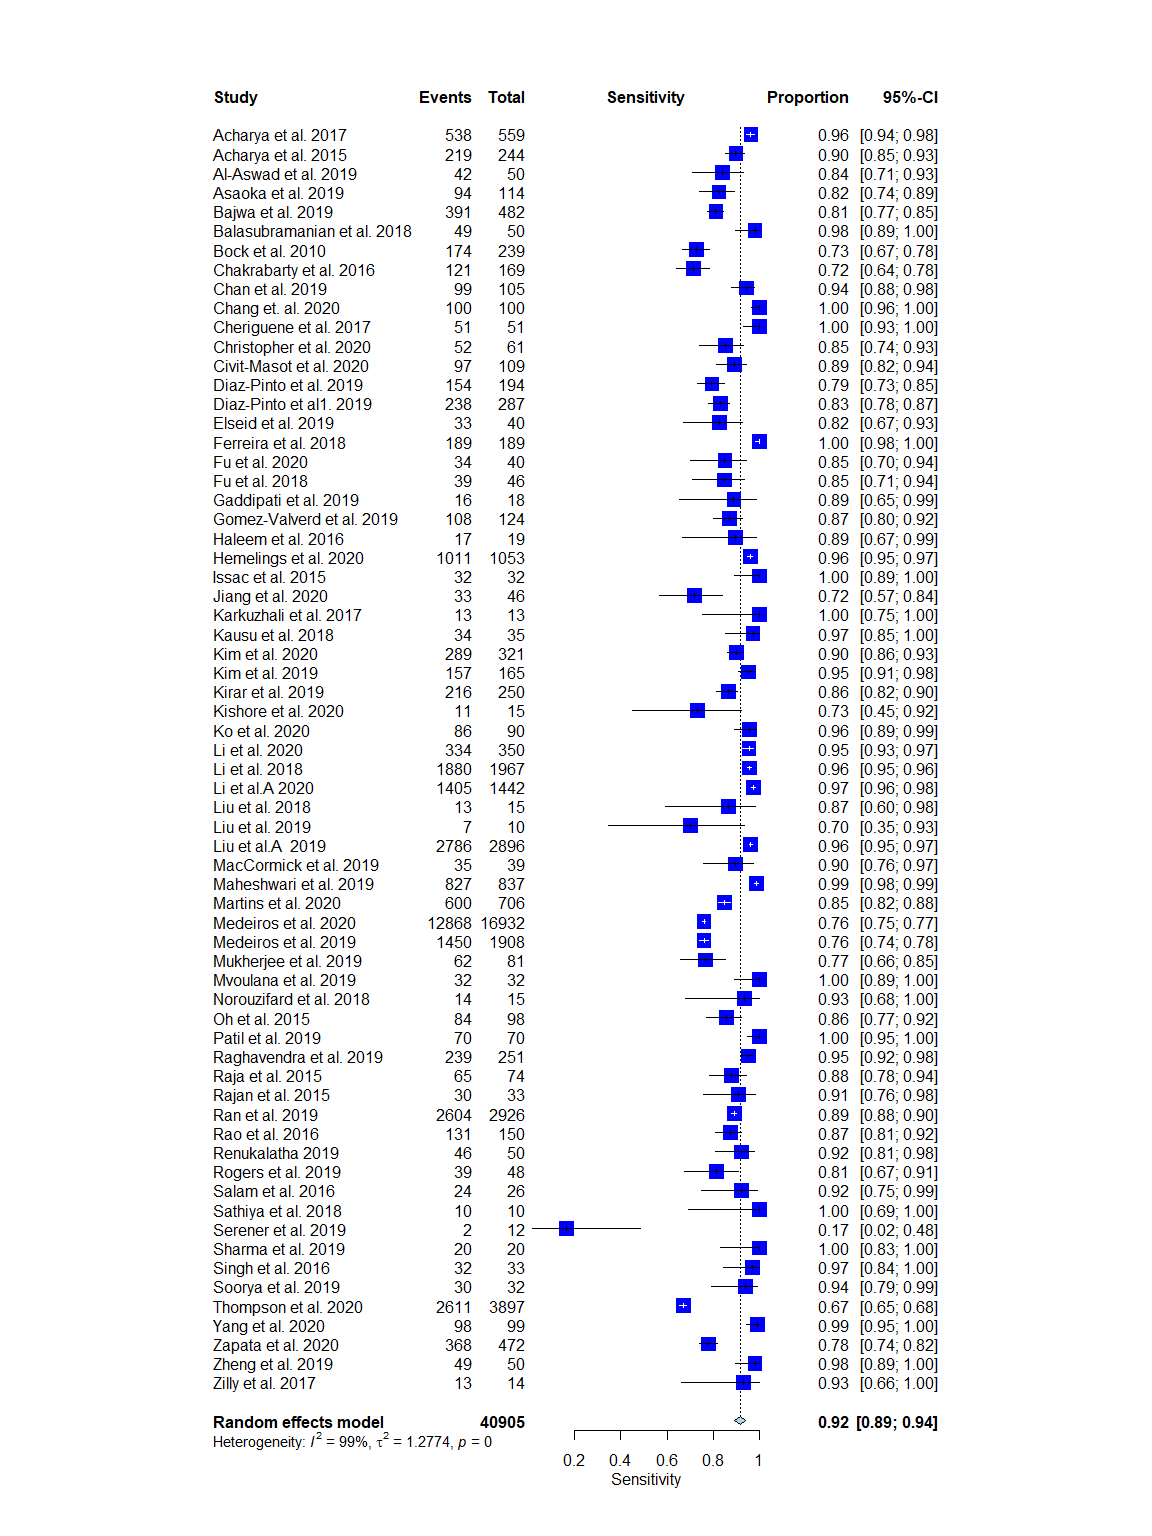 Study Events Total Sensitivity Proportion 95%-CI
Acharya et al. 2017 538 559 0.96 [0.94; 0.98]
Acharya et al. 2015 219 244 0.90 [0.85; 0.93]
Al-Aswad et al. 2019 42 50 0.84 [0.71; 0.93]
Asaoka et al. 2019 94 114 0.82 [0.74; 0.89]
Bajwa et al. 2019 391 482 0.81 [0.77; 0.85]
Balasubramanian et al. 2018 49 50 0.98 [0.89; 1.00]
Bock et al. 2010 174 239 0.73 [0.67; 0.78]
Chakrabarty et al. 2016 121 169 0.72 [0.64; 0.78]
Chan et al. 2019 99 105 0.94 [0.88; 0.98]
Chang et. al. 2020 100 100 1.00 [0.96; 1.00]
Cheriguene et al. 2017 51 51 1.00 [0.93; 1.00]
Christopher et al. 2020 52 61 0.85 [0.74; 0.93]
Civit-Masot et al. 2020 97 109 0.89 [0.82; 0.94]
Diaz-Pinto et al. 2019 154 194 0.79 [0.73; 0.85]
Diaz-Pinto et al1. 2019 238 287 0.83 [0.78; 0.87]
Elseid et al. 2019 33 40 0.82 [0.67; 0.93]
Ferreira et al. 2018 189 189 1.00 [0.98; 1.00]
Fu et al. 2020 34 40 0.85 [0.70; 0.94]
Fu et al. 2018 39 46 0.85 [0.71; 0.94]
Gaddipati et al. 2019 16 18 0.89 [0.65; 0.99]
Gomez-Valverd et al. 2019 108 124 0.87 [0.80; 0.92]
Haleem et al. 2016 17 19 0.89 [0.67; 0.99]
Hemelings et al. 2020 1011 1053 0.96 [0.95; 0.97]
Issac et al. 2015 32 32 1.00 [0.89; 1.00]
Jiang et al. 2020 33 46 0.72 [0.57; 0.84]
Karkuzhali et al. 2017 13 13 1.00 [0.75; 1.00]
Kausu et al. 2018 34 35 0.97 [0.85; 1.00]
Kim et al. 2020 289 321 0.90 [0.86; 0.93]
Kim et al. 2019 157 165 0.95 [0.91; 0.98]
Kirar et al. 2019 216 250 0.86 [0.82; 0.90]
Kishore et al. 2020 11 15 0.73 [0.45; 0.92]
Ko et al. 2020 86 90 0.96 [0.89; 0.99]
Li et al. 2020 334 350 0.95 [0.93; 0.97]
Li et al. 2018 1880 1967 0.96 [0.95; 0.96]
Li et al.A 2020 1405 1442 0.97 [0.96; 0.98]
Liu et al. 2018 13 15 0.87 [0.60; 0.98]
Liu et al. 2019 7 10 0.70 [0.35; 0.93]
Liu et al.A 2019 2786 2896 0.96 [0.95; 0.97]
MacCormick et al. 2019 35 39 0.90 [0.76; 0.97]
Maheshwari et al. 2019 827 837 0.99 [0.98; 0.99]
Martins et al. 2020 600 706 0.85 [0.82; 0.88]
Medeiros et al. 2020 12868 16932 0.76 [0.75; 0.77]
Medeiros et al. 2019 1450 1908 0.76 [0.74; 0.78]
Mukherjee et al. 2019 62 81 0.77 [0.66; 0.85]
Mvoulana et al. 2019 32 32 1.00 [0.89; 1.00]
Norouzifard et al. 2018 14 15 0.93 [0.68; 1.00]
Oh et al. 2015 84 98 0.86 [0.77; 0.92]
Patil et al. 2019 70 70 1.00 [0.95; 1.00]
Raghavendra et al. 2019 239 251 0.95 [0.92; 0.98]
Raja et al. 2015 65 74 0.88 [0.78; 0.94]
Rajan et al. 2015 30 33 0.91 [0.76; 0.98]
Ran et al. 2019 2604 2926 0.89 [0.88; 0.90]
Rao et al. 2016 131 150 0.87 [0.81; 0.92]
Renukalatha 2019 46 50 0.92 [0.81; 0.98]
Rogers et al. 2019 39 48 0.81 [0.67; 0.91]
Salam et al. 2016 24 26 0.92 [0.75; 0.99]
Sathiya et al. 2018 10 10 1.00 [0.69; 1.00]
Serener et al. 2019 2 12 0.17 [0.02; 0.48]
Sharma et al. 2019 20 20 1.00 [0.83; 1.00]
Singh et al. 2016 32 33 0.97 [0.84; 1.00]
Soorya et al. 2019 30 32 0.94 [0.79; 0.99]
Thompson et al. 2020 2611 3897 0.67 [0.65; 0.68]
Yang et al. 2020 98 99 0.99 [0.95; 1.00]
Zapata et al. 2020 368 472 0.78 [0.74; 0.82]
Zheng et al. 2019 49 50 0.98 [0.89; 1.00]
Zilly et al. 2017 13 14 0.93 [0.66; 1.00]
Random effects model 40905 0.92 [0.89; 0.94]
Heterogeneity: I² = 99%, τ² = 1.2774, p = 0
0.2 0.4 0.6 0.8 1
Sensitivity